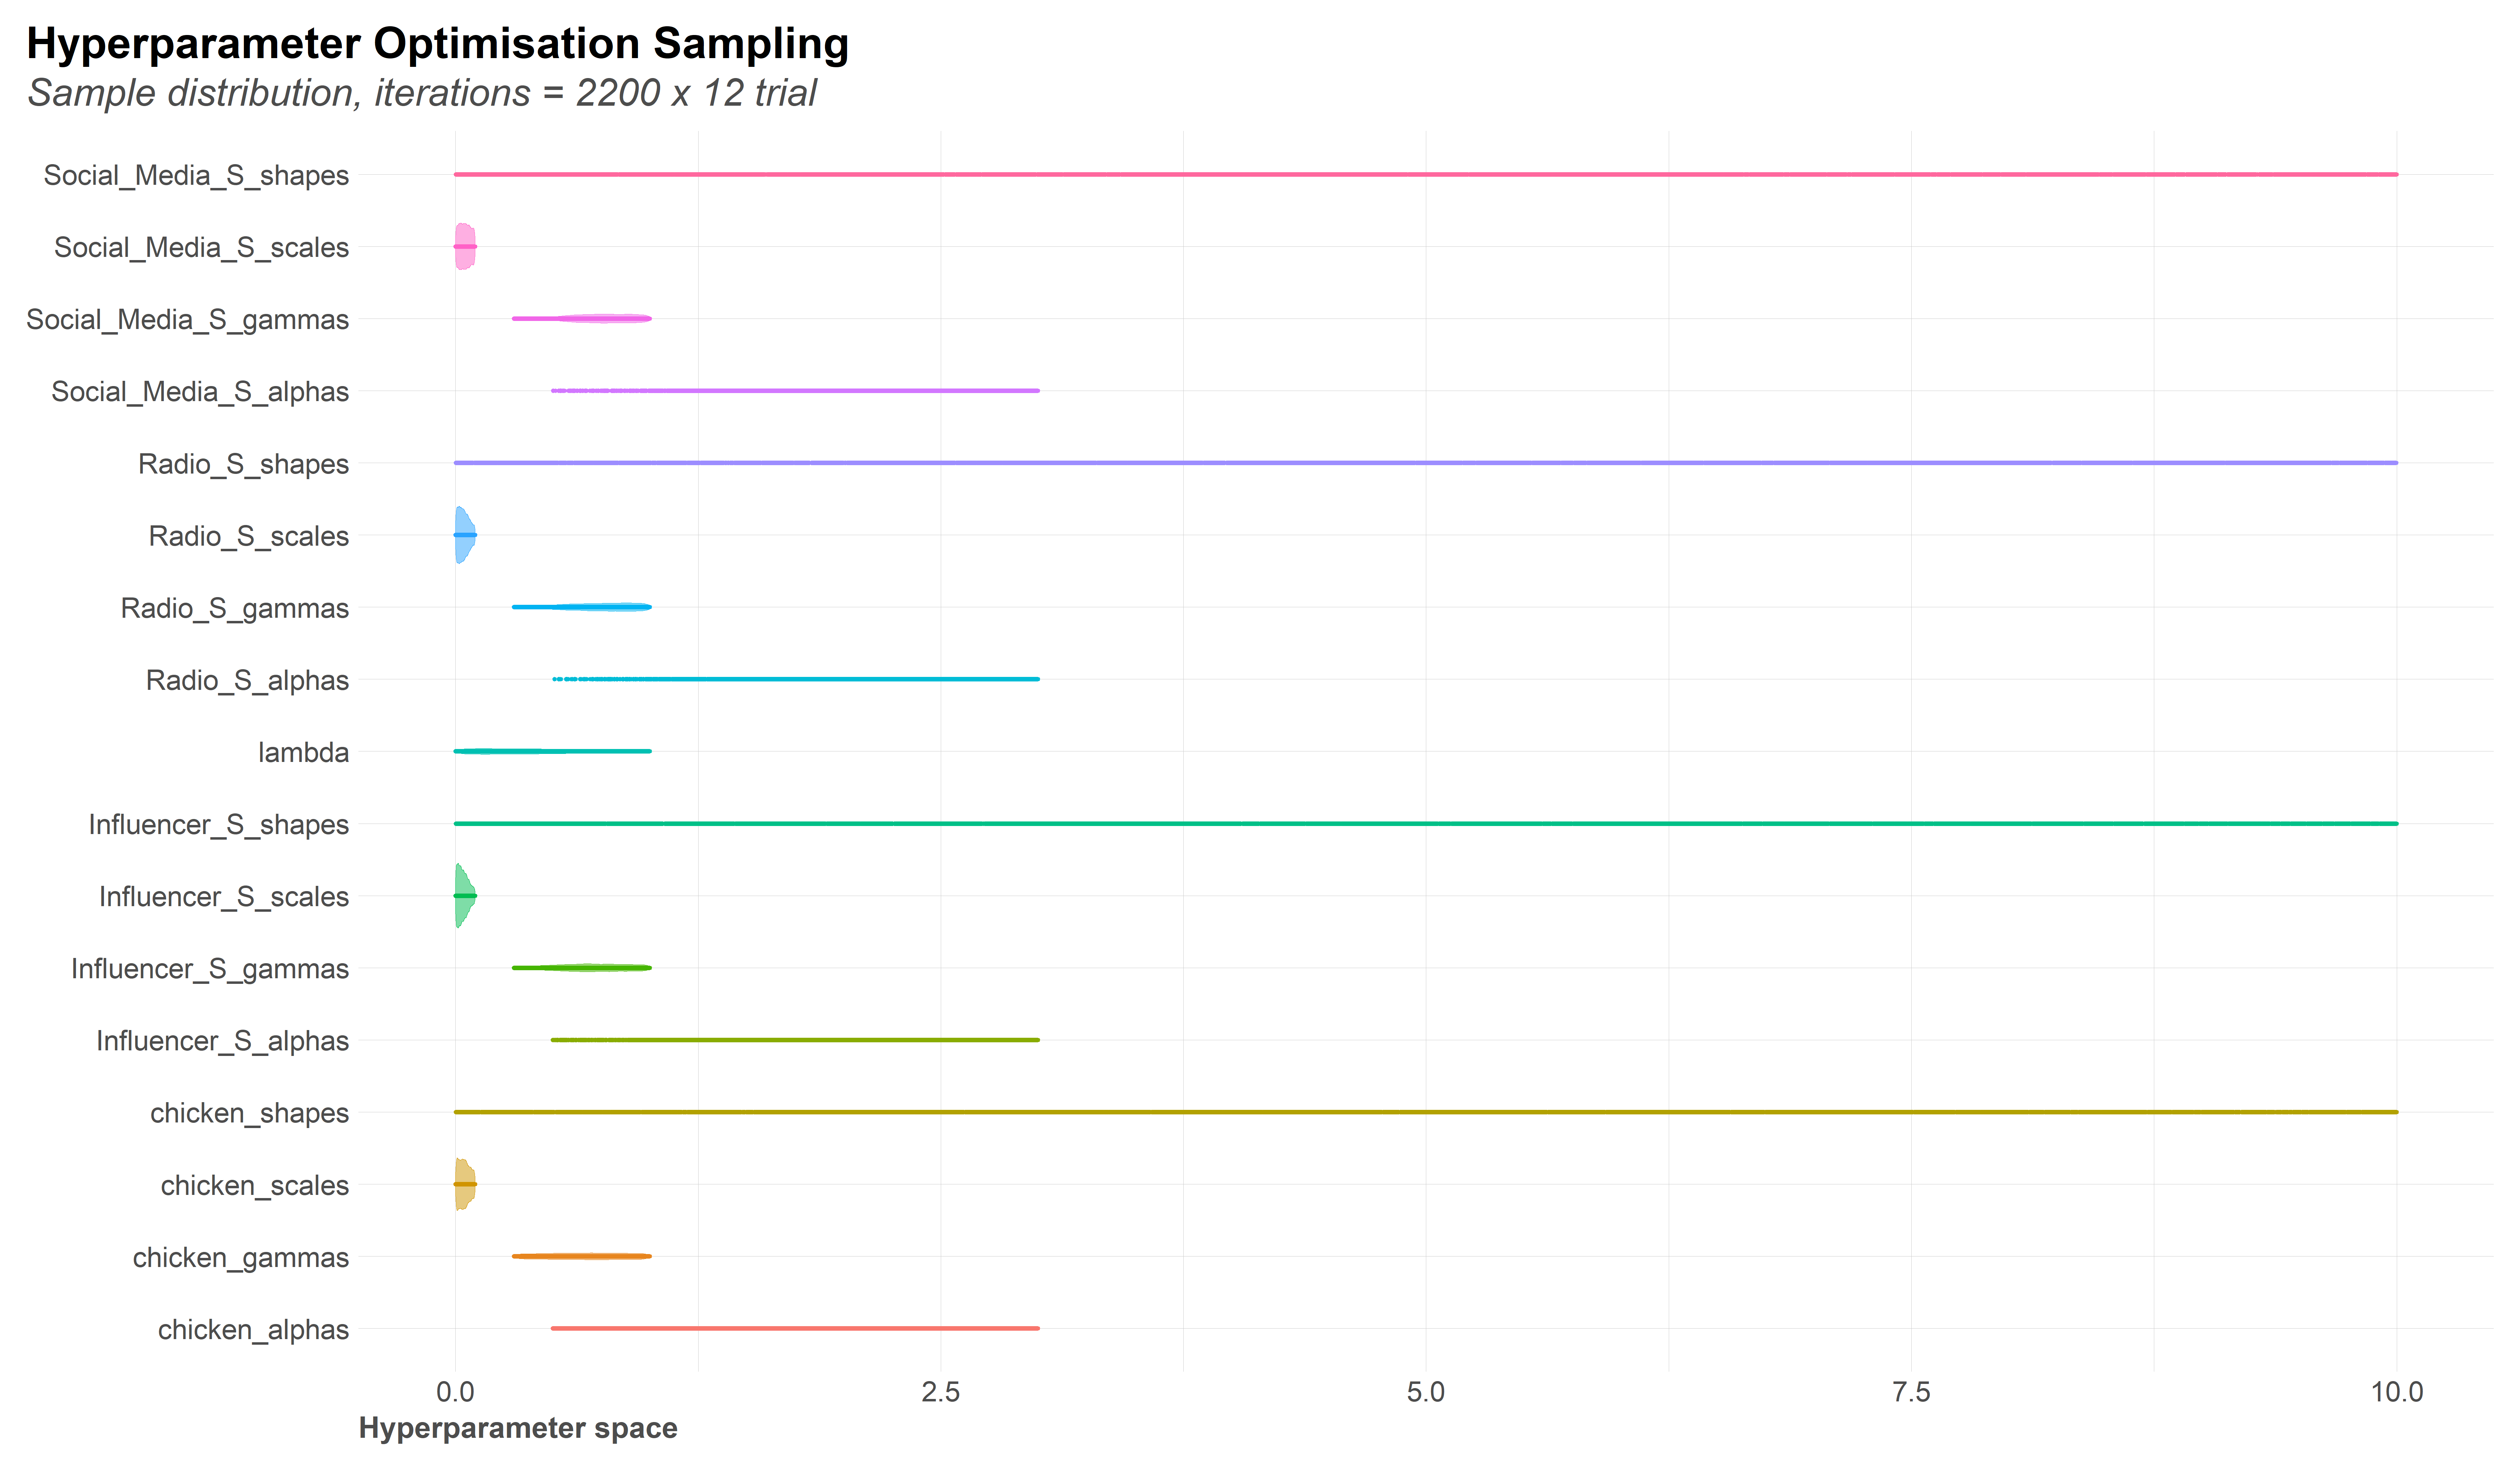 Hyperparameter Optimisation Sampling
Sample distribution, iterations = 2200 x 12 trial
Social_Media_S_shapes
Social_Media_S_scales
Social_Media_S_gammas
Social_Media_S_alphas
Radio_S_shapes
Radio_S_scales
Radio_S_gammas
Radio_S_alphas
lambda
Influencer_S_shapes
Influencer_S_scales
Influencer_S_gammas
Influencer_S_alphas
chicken_shapes
chicken_scales
chicken_gammas
chicken_alphas
0.0 2.5 5.0 7.5 10.0
Hyperparameter space